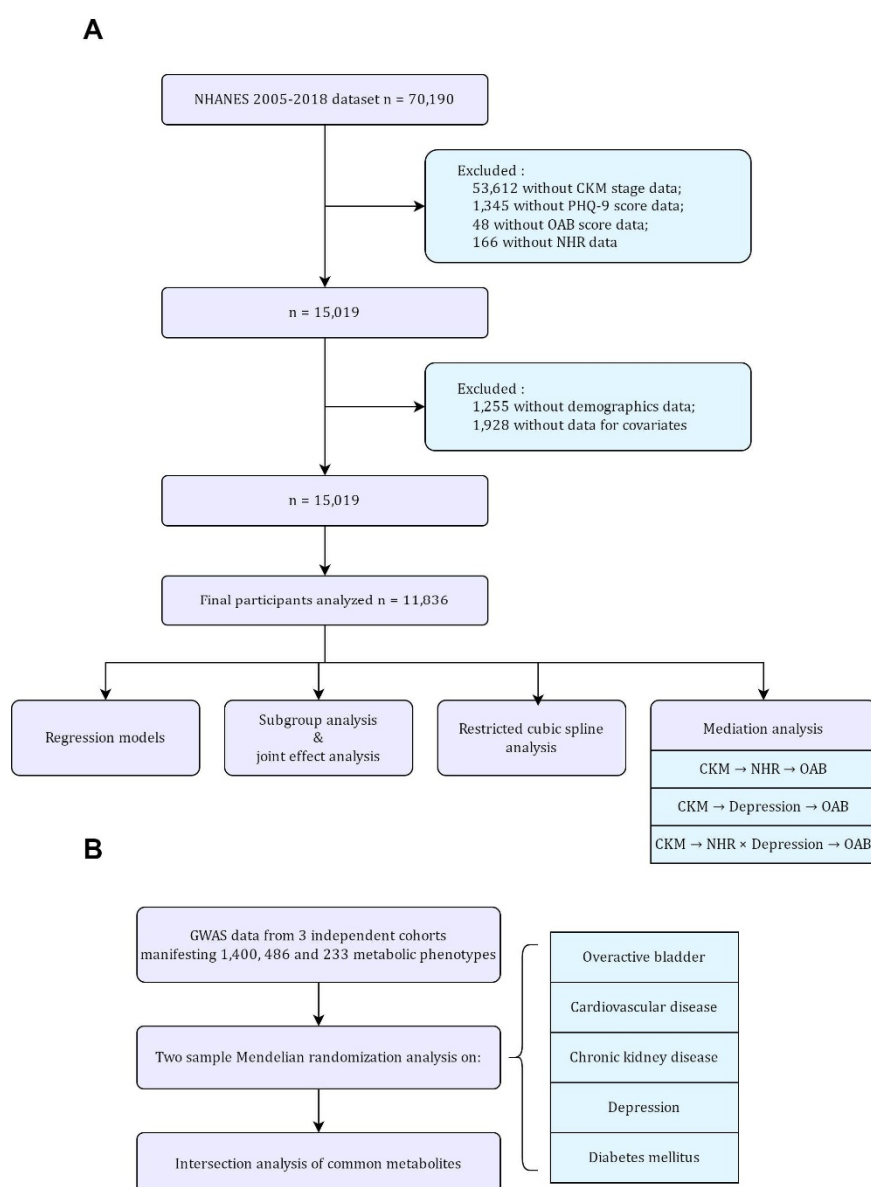 A
NHANES 2005-2018 dataset n = 70,190
Excluded :
53,612 without CKM stage data;
1,345 without PHQ-9 score data;
48 without OAB score data;
166 without NHR data
n = 15,019
Excluded :
1,255 without demographics data;
1,928 without data for covariates
n = 15,019
Final participants analyzed n = 11,836
Regression models
Subgroup analysis
&
joint effect analysis
Restricted cubic spline
analysis
Mediation analysis
CKM → NHR → OAB
CKM → Depression → OAB
CKM → NHR × Depression → OAB
B
GWAS data from 3 independent cohorts
manifesting 1,400, 486 and 233 metabolic phenotypes
Two sample Mendelian randomization analysis on:
Intersection analysis of common metabolites
Overactive bladder
Cardiovascular disease
Chronic kidney disease
Depression
Diabetes mellitus